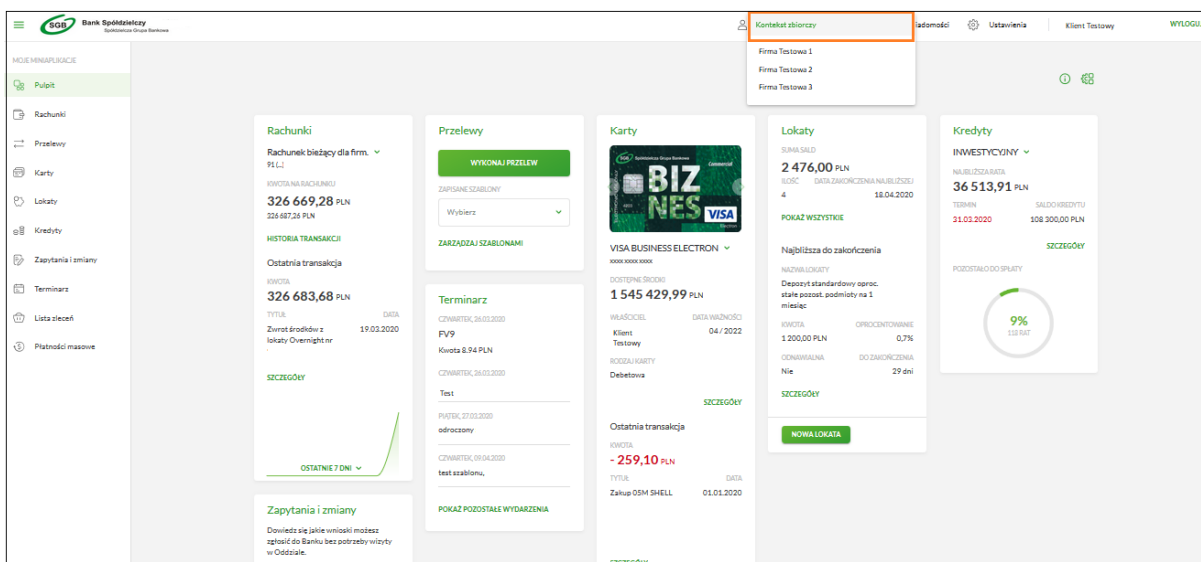 SGB
Bank Spółdzielczy
Spółdzielcza Grupa Bankowa
Kontekst zbiorczy
iadomości
Ustawienia
Klient Testowy
WYLOGUJ
Firma Testowa 1
Firma Testowa 2
Firma Testowa 3
MOJE MINIAPLIKACJE
Pulpit
Rachunki
Przelewy
Karty
Lokaty
Kredyty
Zapytania i zmiany
Terminarz
Lista zleceń
Płatności masowe
Rachunki
Rachunek bieżący dla firm.
91 (...)
KWOTA NA RACHUNKU
326 669,28 PLN
326 687,26 PLN
HISTORIA TRANSAKCJI
Ostatnia transakcja
KWOTA
326 683,68 PLN
TYTUŁ DATA
Zwrot środków z 19.03.2020
lokaty Overnight nr
SZCZEGÓŁY
OSTATNIE 7 DNI
Zapytania i zmiany
Dowiedz się jakie wnioski możesz
zgłosić do Banku bez potrzeby wizyty
w Oddziale.
Przelewy
WYKONAJ PRZELEW
ZAPISANE SZABLONY
Wybierz
ZARZĄDZAJ SZABLONAMI
Terminarz
CZWARTEK, 26.03.2020
FV9
Kwota 8.94 PLN
CZWARTEK, 26.03.2020
Test
PIĄTEK, 27.03.2020
odroczony
CZWARTEK, 09.04.2020
test szablonu,
POKAŻ POZOSTAŁE WYDARZENIA
Karty
SGB Spółdzielcza Grupa Bankowa
Commercial
BIZ
NES
VISA
Electron
VISA BUSINESS ELECTRON
xxxx xxxx xxxx
DOSTĘPNE ŚRODKI
1 545 429,99 PLN
WŁAŚCICIEL DATA WAŻNOŚCI
Klient 04 / 2022
Testowy
RODZAJ KARTY
Debetowa
SZCZEGÓŁY
Ostatnia transakcja
KWOTA
- 259,10 PLN
TYTUŁ DATA
Zakup 05M SHELL 01.01.2020
SZCZEGÓŁY
Lokaty
SUMA SALD
2 476,00 PLN
ILOŚĆ DATA ZAKOŃCZENIA NAJBLIŻSZEJ
4 18.04.2020
POKAŻ WSZYSTKIE
Najbliższa do zakończenia
NAZWA LOKATY
Depozyt standardowy oproc.
stałe pozost. podmioty na 1
miesiąc
KWOTA OPROCENTOWANIE
1 200,00 PLN 0,7%
ODNAWIALNA DO ZAKOŃCZENIA
Nie 29 dni
SZCZEGÓŁY
NOWA LOKATA
Kredyty
INWESTYCYJNY
NAJBLIŻSZA RATA
36 513,91 PLN
TERMIN SALDO KREDYTU
31.03.2020 108 300,00 PLN
SZCZEGÓŁY
POZOSTAŁO DO SPŁATY
9%
118 RAT